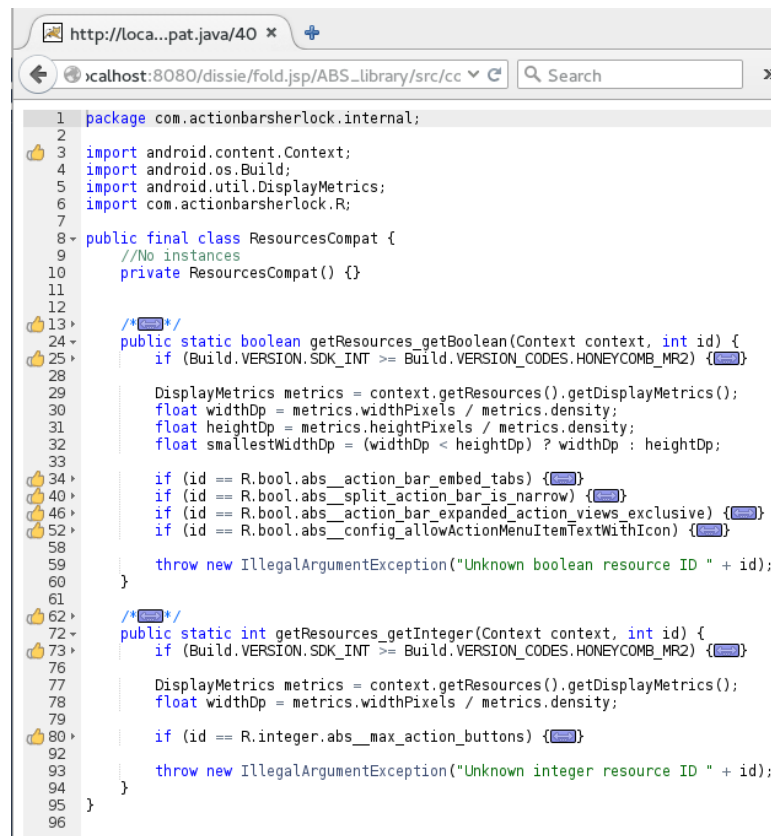 http://loca...pat.java/40 × +
ocalhost:8080/dissie/fold.jsp/ABS_library/src/cc Search
1 package com.actionbarsherlock.internal;
2
3 import android.content.Context;
4 import android.os.Build;
5 import android.util.DisplayMetrics;
6 import com.actionbarsherlock.R;
7
8 public final class ResourcesCompat {
9 //No instances
10 private ResourcesCompat() {}
11
12
13 /**/
24 public static boolean getResources_getBoolean(Context context, int id) {
25 if (Build.VERSION.SDK_INT >= Build.VERSION_CODES.HONEYCOMB_MR2) {}
28
29 DisplayMetrics metrics = context.getResources().getDisplayMetrics();
30 float widthDp = metrics.widthPixels / metrics.density;
31 float heightDp = metrics.heightPixels / metrics.density;
32 float smallestWidthDp = (widthDp < heightDp) ? widthDp : heightDp;
33
34 if (id == R.bool.abs__action_bar_embed_tabs) {}
40 if (id == R.bool.abs__split_action_bar_is_narrow) {}
46 if (id == R.bool.abs__action_bar_expanded_action_views_exclusive) {}
52 if (id == R.bool.abs__config_allowActionMenuItemTextWithIcon) {}
58
59 throw new IllegalArgumentException("Unknown boolean resource ID " + id);
60 }
61
62 /**/
72 public static int getResources_getInteger(Context context, int id) {
73 if (Build.VERSION.SDK_INT >= Build.VERSION_CODES.HONEYCOMB_MR2) {}
76
77 DisplayMetrics metrics = context.getResources().getDisplayMetrics();
78 float widthDp = metrics.widthPixels / metrics.density;
79
80 if (id == R.integer.abs__max_action_buttons) {}
92
93 throw new IllegalArgumentException("Unknown integer resource ID " + id);
94 }
95 }
96